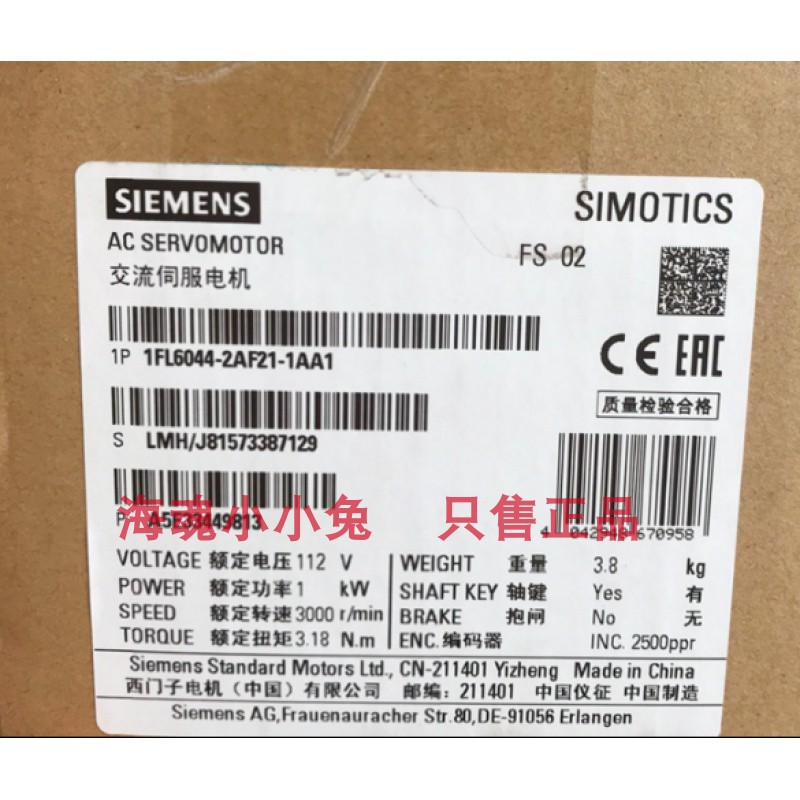 SIEMENS
SIMOTICS
AC SERVOMOTOR
FS 02
交流伺服电机
1P 1FL6044-2AF21-1AA1
CE EAC
质量检验合格
S LMH/J81573387129
海魂小小兔 只售正品
P A5E33449813
4 042948 670958
VOLTAGE 额定电压 112 V
WEIGHT 重量 3.8 kg
POWER 额定功率 1 kW
SHAFT KEY 轴键 Yes 有
SPEED 额定转速 3000 r/min
BRAKE 抱闸 No 无
TORQUE 额定扭矩 3.18 N.m
ENC. 编码器 INC. 2500ppr
Siemens Standard Motors Ltd., CN-211401 Yizheng Made in China
西门子电机（中国）有限公司 邮编：211401 中国仪征 中国制造
Siemens AG,Frauenauracher Str.80,DE-91056 Erlangen